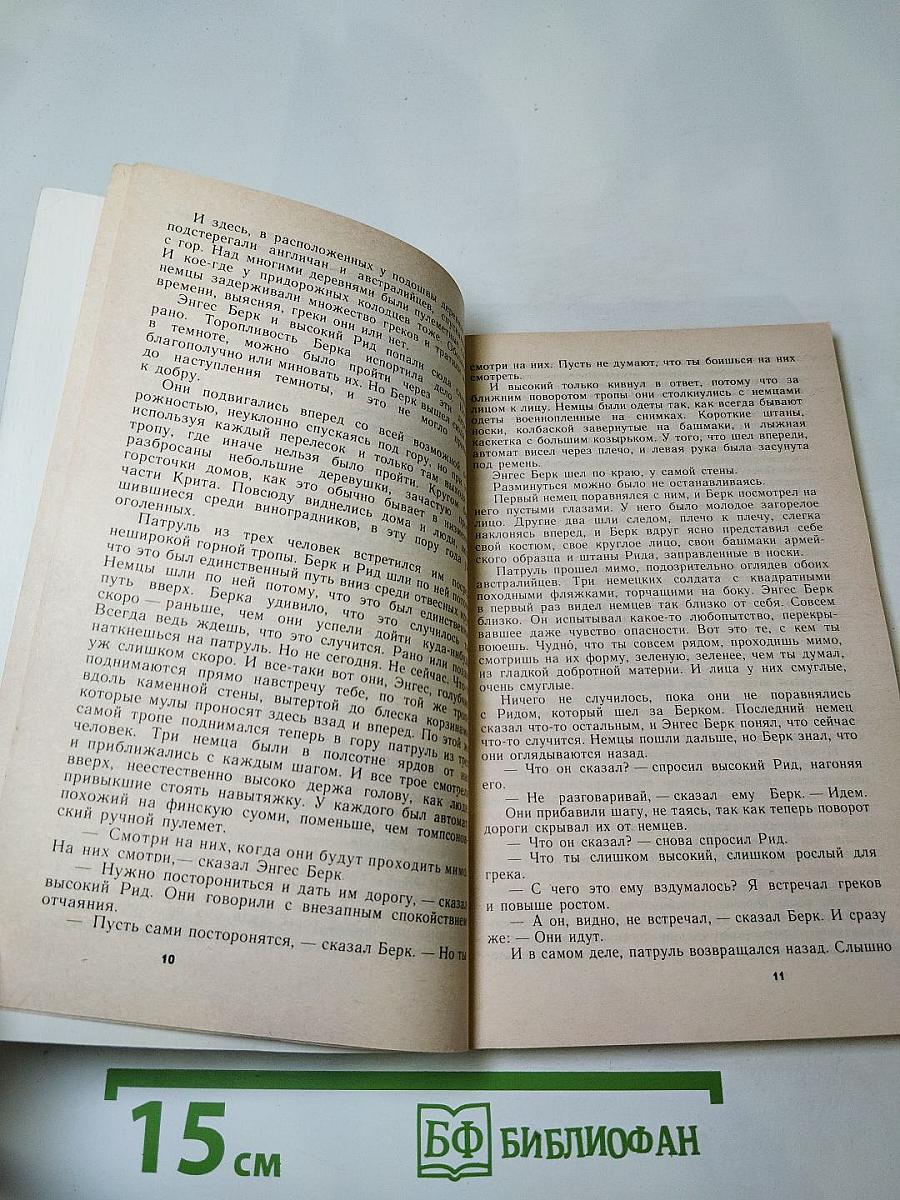 И здесь, в расположенных у подошвы
подстерегали англичан и австралийцев,
с гор. Над многими деревнями были пулеметные
И кое-где у придорожных колодцев тоже.
немцы задерживали множество греков и тратили
времени, выясняя, греки они или нет.
Энгес Берк и высокий Рид попали сюда
рано. Торопливость Берка испортила дело.
в темноте, можно было пройти через эти
благополучно или миновать их. Но Берк вышел
до наступления темноты, и это не могло
к добру.
Они подвигались вперед со всей возможной
рожностью, неуклонно спускаясь под гору, но
используя каждый перелесок и только там
тропу, где иначе нельзя было пройти. Кругом
разбросаны небольшие деревушки, зачастую
горсточки домов, как это обычно бывает в
части Крита. Повсюду виднелись дома и люди,
шившиеся среди виноградников, в эту пору года
оголенных.
Патруль из трех человек встретился им
неширокой горной тропы. Берк и Рид шли по ней
что это был единственный путь вниз среди отвесных
Немцы шли по ней потому, что это был
путь вверх. Берка удивило, что это случилось
скоро — раньше, чем они успели дойти
Всегда ведь ждешь, что это случится. Рано или
наткнешься на патруль. Но не сегодня. Не сейчас.
уж слишком скоро. И все-таки вот они, Энгес,
поднимаются прямо навстречу тебе, по той же
вдоль каменной стены, вытертой до блеска корзинами,
которые мулы проносят здесь взад и вперед. По этой
самой тропе поднимался теперь в гору патруль из трех
человек. Три немца были в полсотне ярдов от
и приближались с каждым шагом. И все трое смотрели
вверх, неестественно высоко держа голову, как люди,
привыкшие стоять навытяжку. У каждого был автомат,
похожий на финскую суоми, поменьше, чем томпсонов-
ский ручной пулемет.
— Смотри на них, когда они будут проходить мимо.
На них смотри,— сказал Энгес Берк
— Нужно посторониться и дать им дорогу, — сказал
высокий Рид. Они говорили с внезапным спокойствием
отчаяния.
— Пусть сами посторонятся, — сказал Берк. — Но ты
10
смотри на них. Пусть не думают, что ты боишься на них
смотреть.
И высокий только кивнул в ответ, потому что за
ближним поворотом тропы они столкнулись с немцами
лицом к лицу. Немцы были одеты так, как всегда бывают
одеты военнопленные на снимках. Короткие штаны,
носки, колбаской завернутые на башмаки, и лыжная
каскетка с большим козырьком. У того, что шел впереди,
автомат висел через плечо, и левая рука была засунута
под ремень.
Энгес Берк шел по краю, у самой стены.
Разминуться можно было не останавливаясь.
Первый немец поравнялся с ним, и Берк посмотрел на
него пустыми глазами. У него было молодое загорелое
лицо. Другие два шли следом, плечо к плечу, слегка
наклонясь вперед, и Берк вдруг ясно представил себе
свой костюм, свое круглое лицо, свои башмаки армей-
ского образца и штаны Рида, заправленные в носки.
Патруль прошел мимо, подозрительно оглядев обоих
австралийцев. Три немецких солдата с квадратными
походными фляжками, торчащими на боку. Энгес Берк
в первый раз видел немцев так близко от себя. Совсем
близко. Он испытывал какое-то любопытство, перекры-
вавшее даже чувство опасности. Вот это те, с кем ты
воюешь. Чудно́, что ты совсем рядом, проходишь мимо,
смотришь на их форму, зеленую, зеленее, чем ты думал,
из гладкой добротной материи. И лица у них смуглые,
очень смуглые.
Ничего не случилось, пока они не поравнялись
с Ридом, который шел за Берком. Последний немец
сказал что-то остальным, и Энгес Берк понял, что сейчас
что-то случится. Немцы пошли дальше, но Берк знал, что
они оглядываются назад.
— Что он сказал? — спросил высокий Рид, нагоняя
его.
— Не разговаривай, — сказал ему Берк. — Идем.
Они прибавили шагу, не таясь, так как теперь поворот
дороги скрывал их от немцев.
— Что он сказал? — снова спросил Рид.
— Что ты слишком высокий, слишком рослый для
грека.
— С чего это ему вздумалось? Я встречал греков
и повыше ростом.
— А он, видно, не встречал, — сказал Берк. И сразу
же: — Они идут.
И в самом деле, патруль возвращался назад. Слышно
11
15 см
БФ БИБЛИОФАН